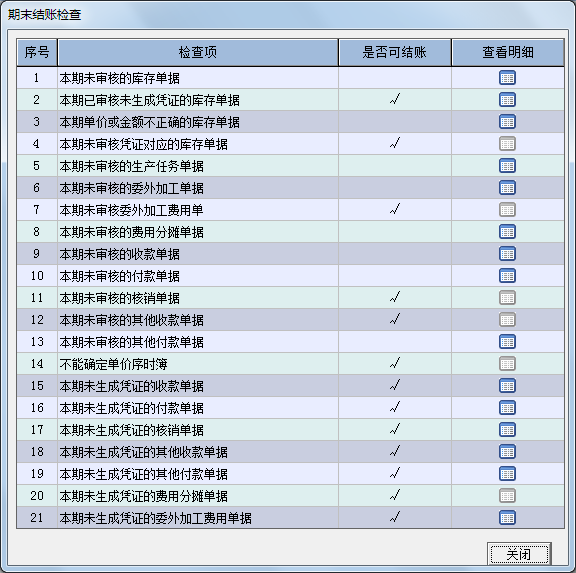 期末结账检查
序号 检查项 是否可结账 查看明细
1 本期未审核的库存单据
2 本期已审核未生成凭证的库存单据 √
3 本期单价或金额不正确的库存单据
4 本期未审核凭证对应的库存单据 √
5 本期未审核的生产任务单据
6 本期未审核的委外加工单据
7 本期未审核委外加工费用单 √
8 本期未审核的费用分摊单据
9 本期未审核的收款单据
10 本期未审核的付款单据
11 本期未审核的核销单据 √
12 本期未审核的其他收款单据 √
13 本期未审核的其他付款单据
14 不能确定单价序时簿 √
15 本期未生成凭证的收款单据 √
16 本期未生成凭证的付款单据 √
17 本期未生成凭证的核销单据 √
18 本期未生成凭证的其他收款单据 √
19 本期未生成凭证的其他付款单据 √
20 本期未生成凭证的费用分摊单据 √
21 本期未生成凭证的委外加工费用单据 √
关闭